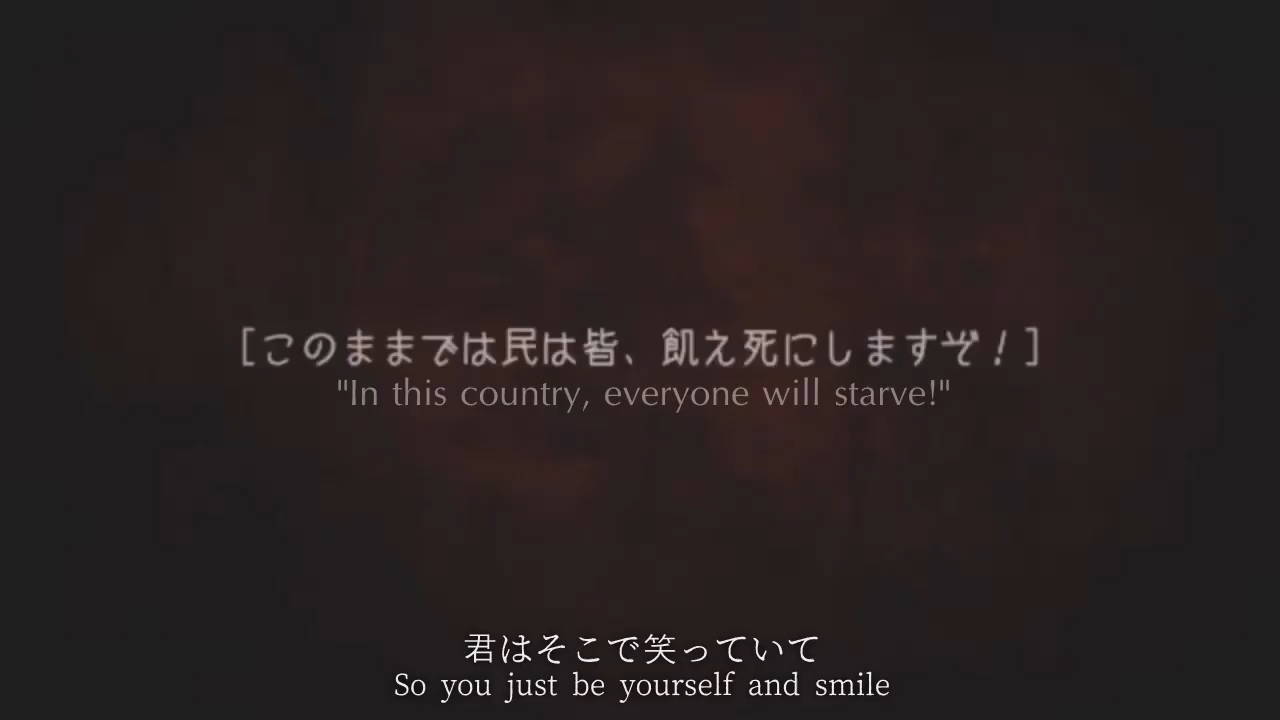 [このままでは民は皆、飢え死にしますぞ！]
"In this country, everyone will starve!"
君はそこで笑っていて
So you just be yourself and smile